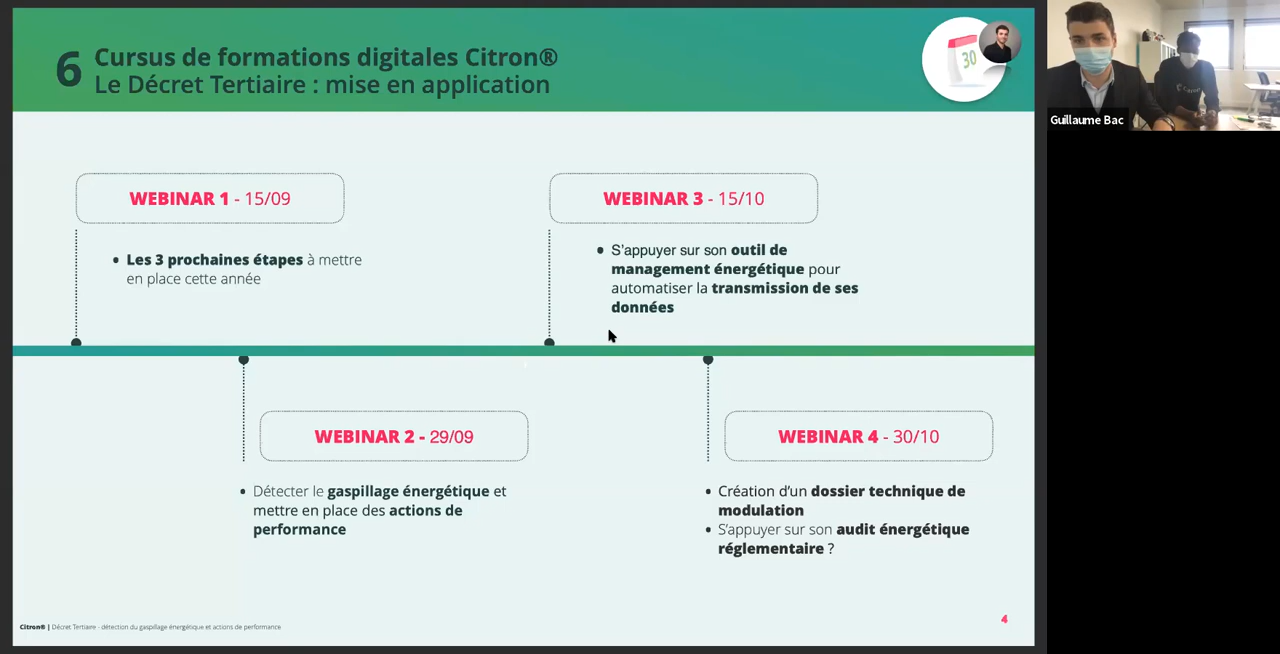 6
Cursus de formations digitales Citron®
Le Décret Tertiaire : mise en application
30
Guillaume Bac
WEBINAR 1 - 15/09
• Les 3 prochaines étapes à mettre
en place cette année
WEBINAR 3 - 15/10
• S'appuyer sur son outil de
management énergétique pour
automatiser la transmission de ses
données
WEBINAR 2 - 29/09
• Détecter le gaspillage énergétique et
mettre en place des actions de
performance
WEBINAR 4 - 30/10
• Création d'un dossier technique de
modulation
• S'appuyer sur son audit énergétique
réglementaire ?
Citron® | Décret Tertiaire - détection du gaspillage énergétique et actions de performance
4